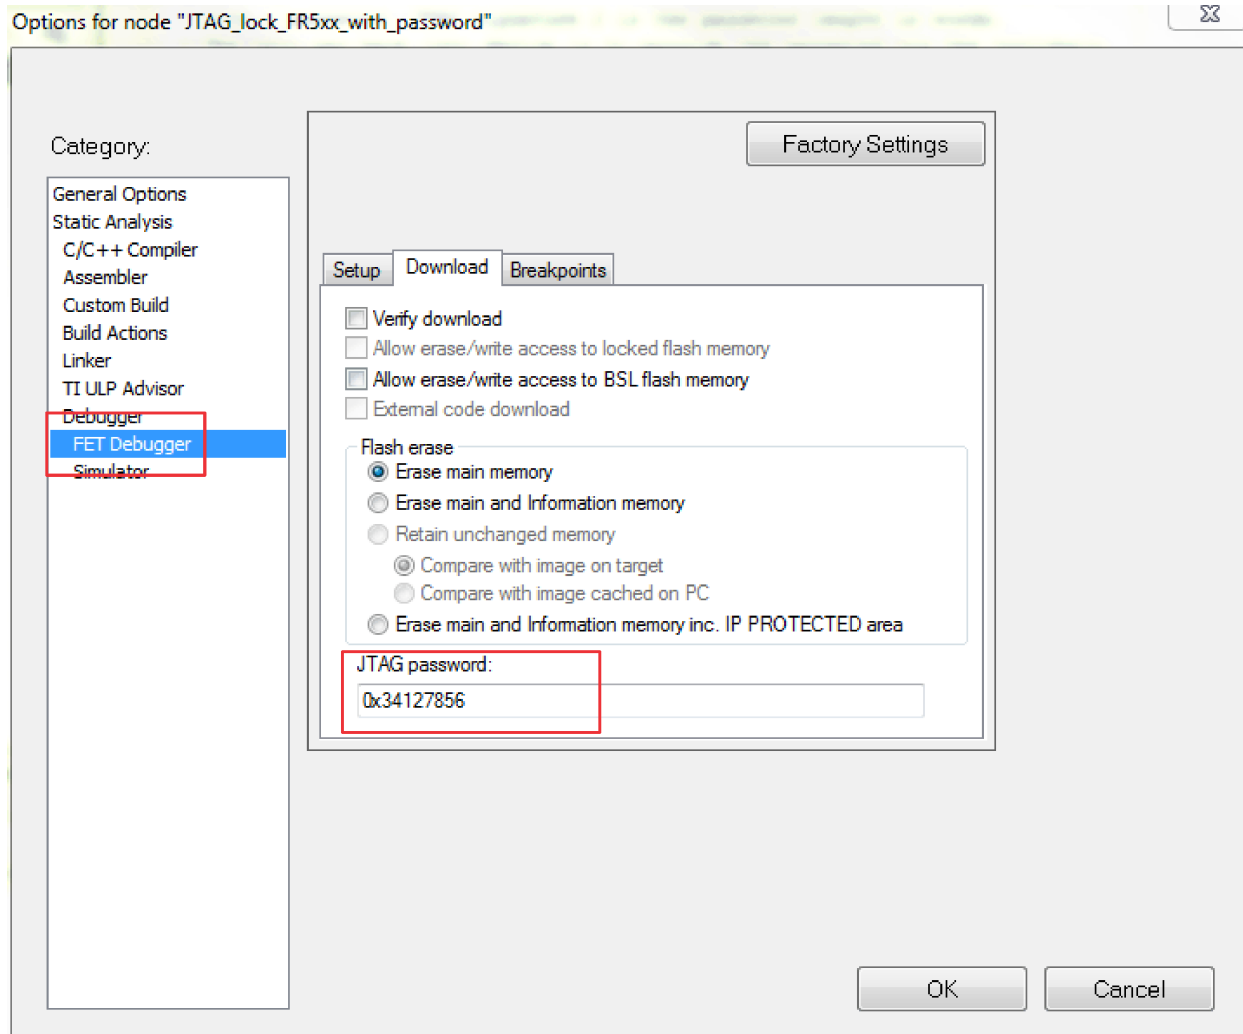 Options for node "JTAG_lock_FR5xx_with_password"
Category:
General Options
Static Analysis
C/C++ Compiler
Assembler
Custom Build
Build Actions
Linker
TI ULP Advisor
Debugger
FET Debugger
Simulator
Factory Settings
Setup Download Breakpoints
Verify download
Allow erase/write access to locked flash memory
Allow erase/write access to BSL flash memory
External code download
Flash erase
Erase main memory
Erase main and Information memory
Retain unchanged memory
Compare with image on target
Compare with image cached on PC
Erase main and Information memory inc. IP PROTECTED area
JTAG password:
0x34127856
OK Cancel